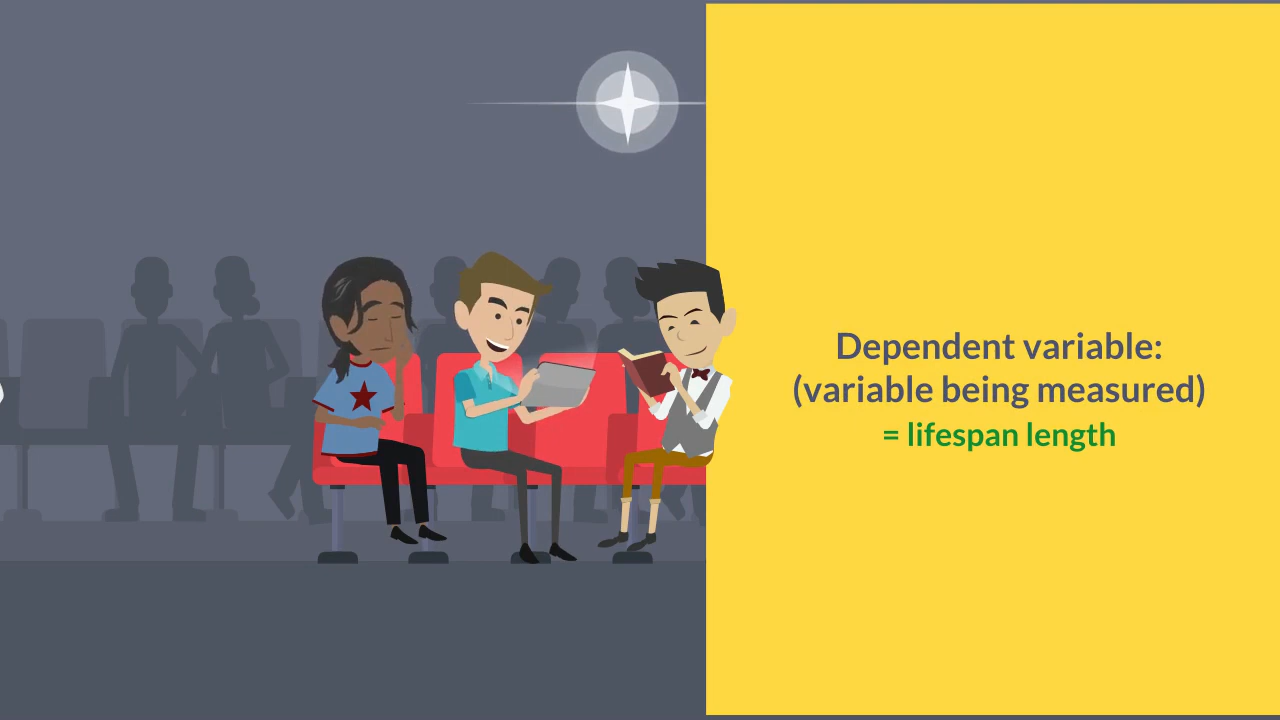 Dependent variable:
(variable being measured)
= lifespan length